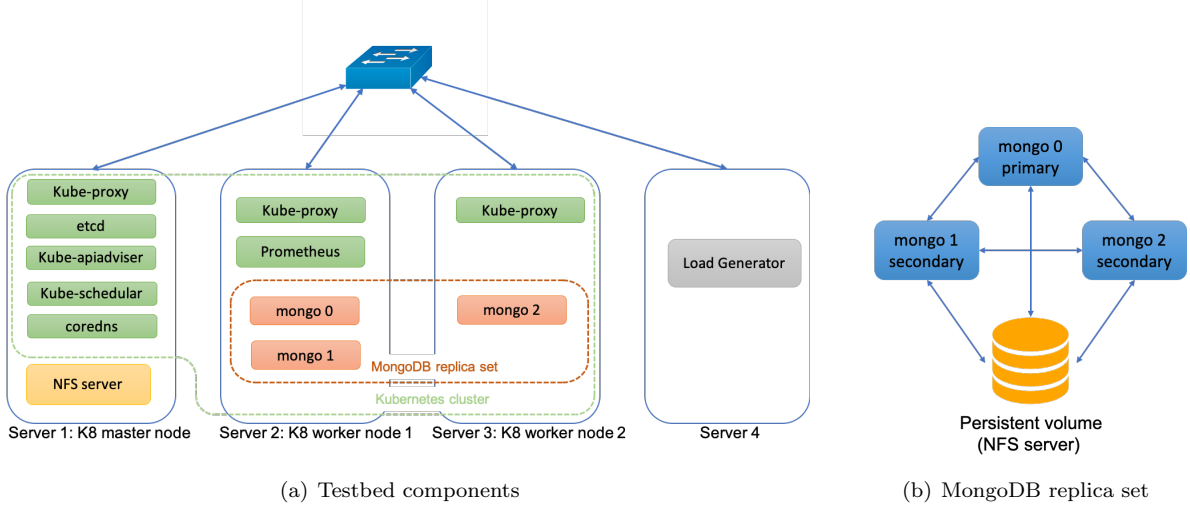 Kube-proxy
etcd
Kube-apiadviser
Kube-schedular
coredns
NFS server
Server 1: K8 master node
Kube-proxy
Prometheus
mongo 0
mongo 1
Server 2: K8 worker node 1
Kube-proxy
mongo 2
MongoDB replica set
Kubernetes cluster
Server 3: K8 worker node 2
Load Generator
Server 4
(a) Testbed components
mongo 0
primary
mongo 1
secondary
mongo 2
secondary
Persistent volume
(NFS server)
(b) MongoDB replica set